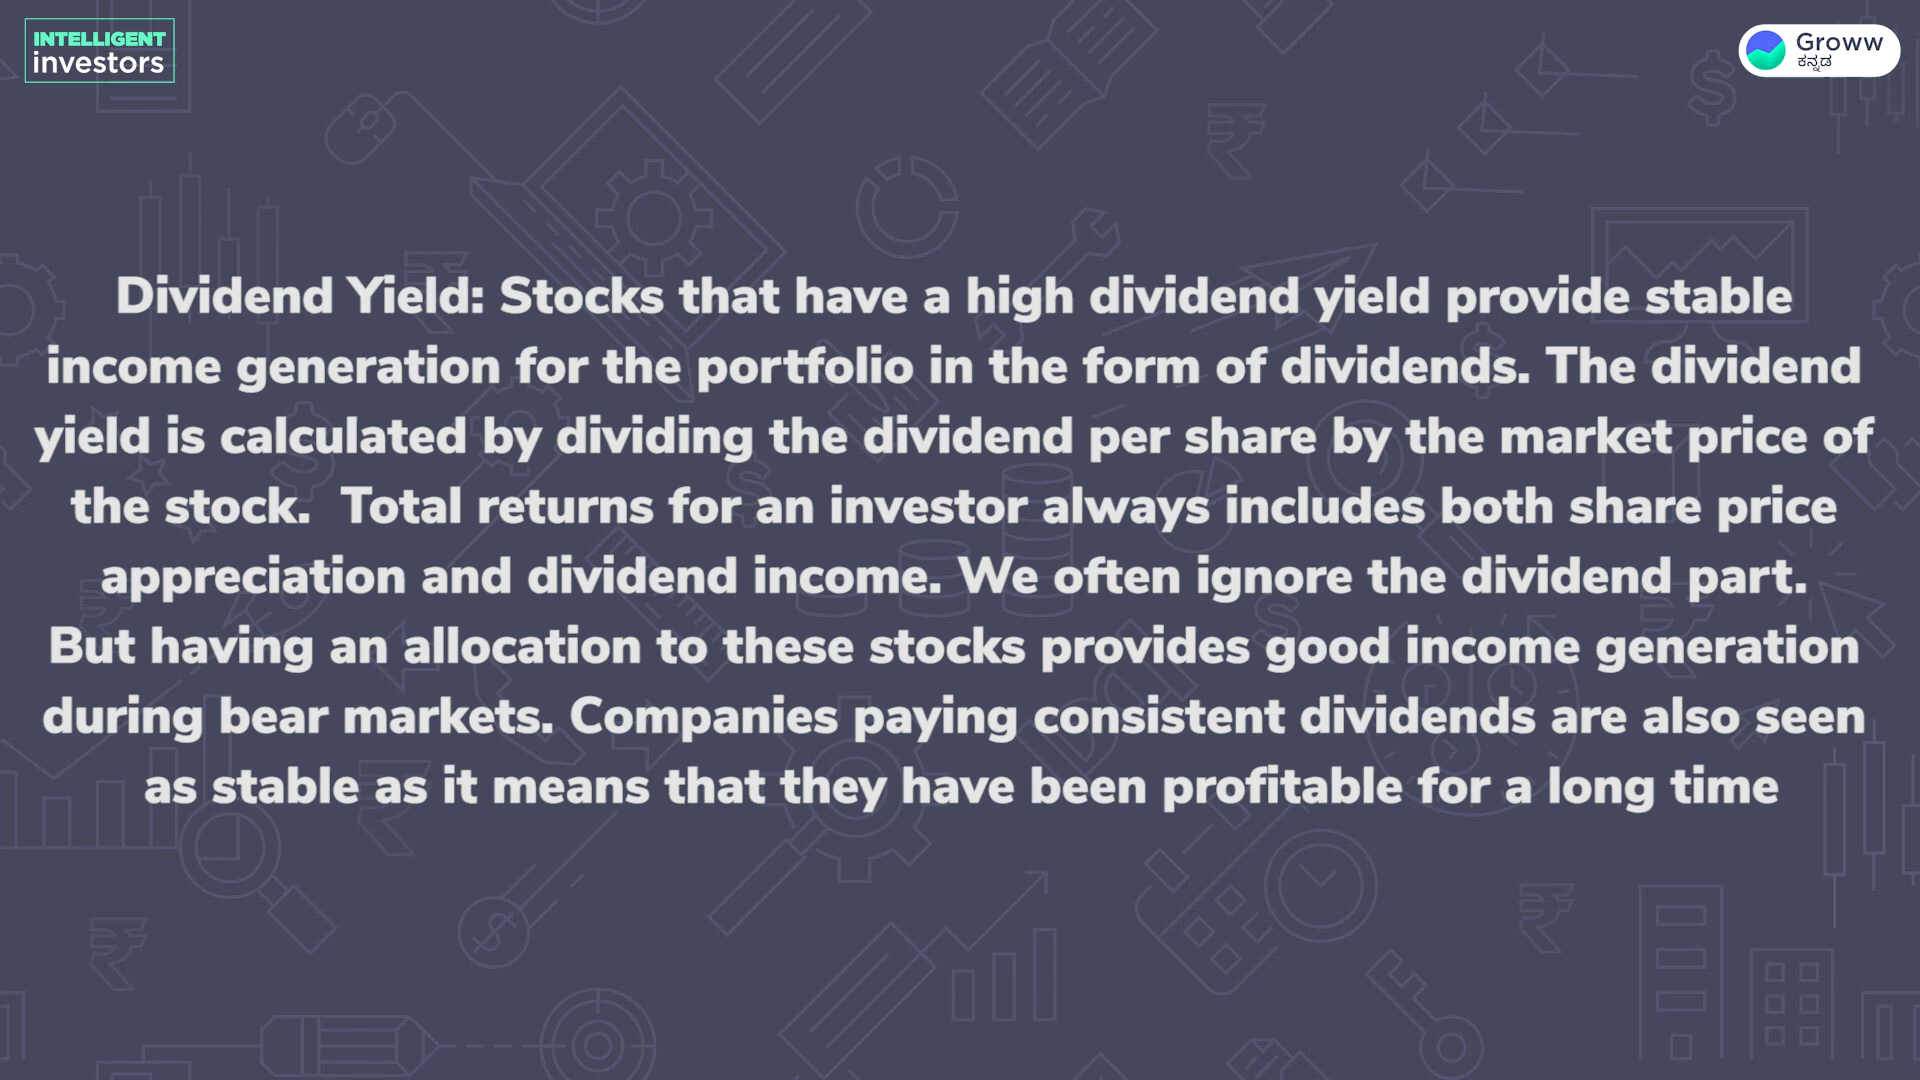 INTELLIGENT
investors
Groww
ಕನ್ನಡ
Dividend Yield: Stocks that have a high dividend yield provide stable
income generation for the portfolio in the form of dividends. The dividend
yield is calculated by dividing the dividend per share by the market price of
the stock.  Total returns for an investor always includes both share price
appreciation and dividend income. We often ignore the dividend part.
But having an allocation to these stocks provides good income generation
during bear markets. Companies paying consistent dividends are also seen
as stable as it means that they have been profitable for a long time